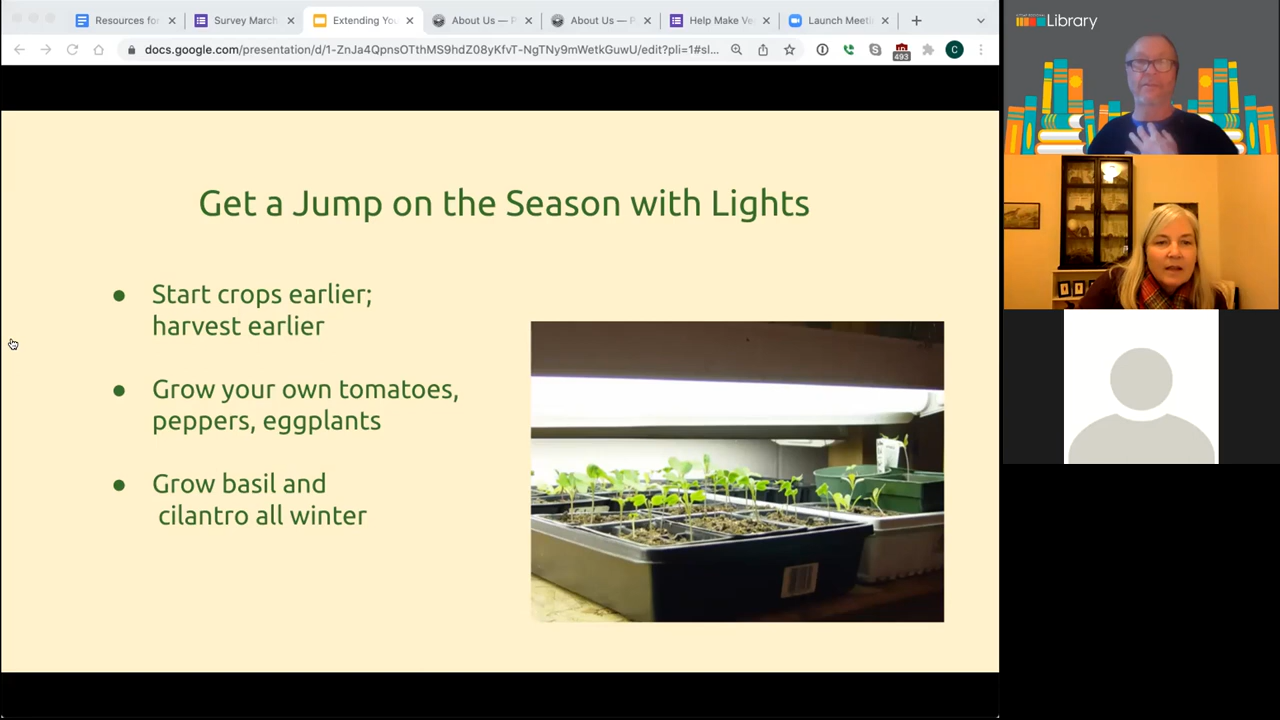 Resources for
Survey March
Extending You
About Us — P
About Us — P
Help Make Ve
Launch Meeti
docs.google.com/presentation/d/1-ZnJa4QpnsOTthMS9hdZ08yKfvT-NgTNy9mWetkGuwU/edit?pli=1#sl...
493
C
Library
Get a Jump on the Season with Lights
● Start crops earlier;
harvest earlier
● Grow your own tomatoes,
peppers, eggplants
● Grow basil and
cilantro all winter